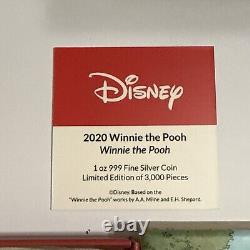 Disney
2020 Winnie the Pooh
Winnie the Pooh
1 oz 999 Fine Silver Coin
Limited Edition of 3,000 Pieces
©Disney. Based on the
"Winnie the Pooh" works by A.A. Milne and E.H. Shepard.